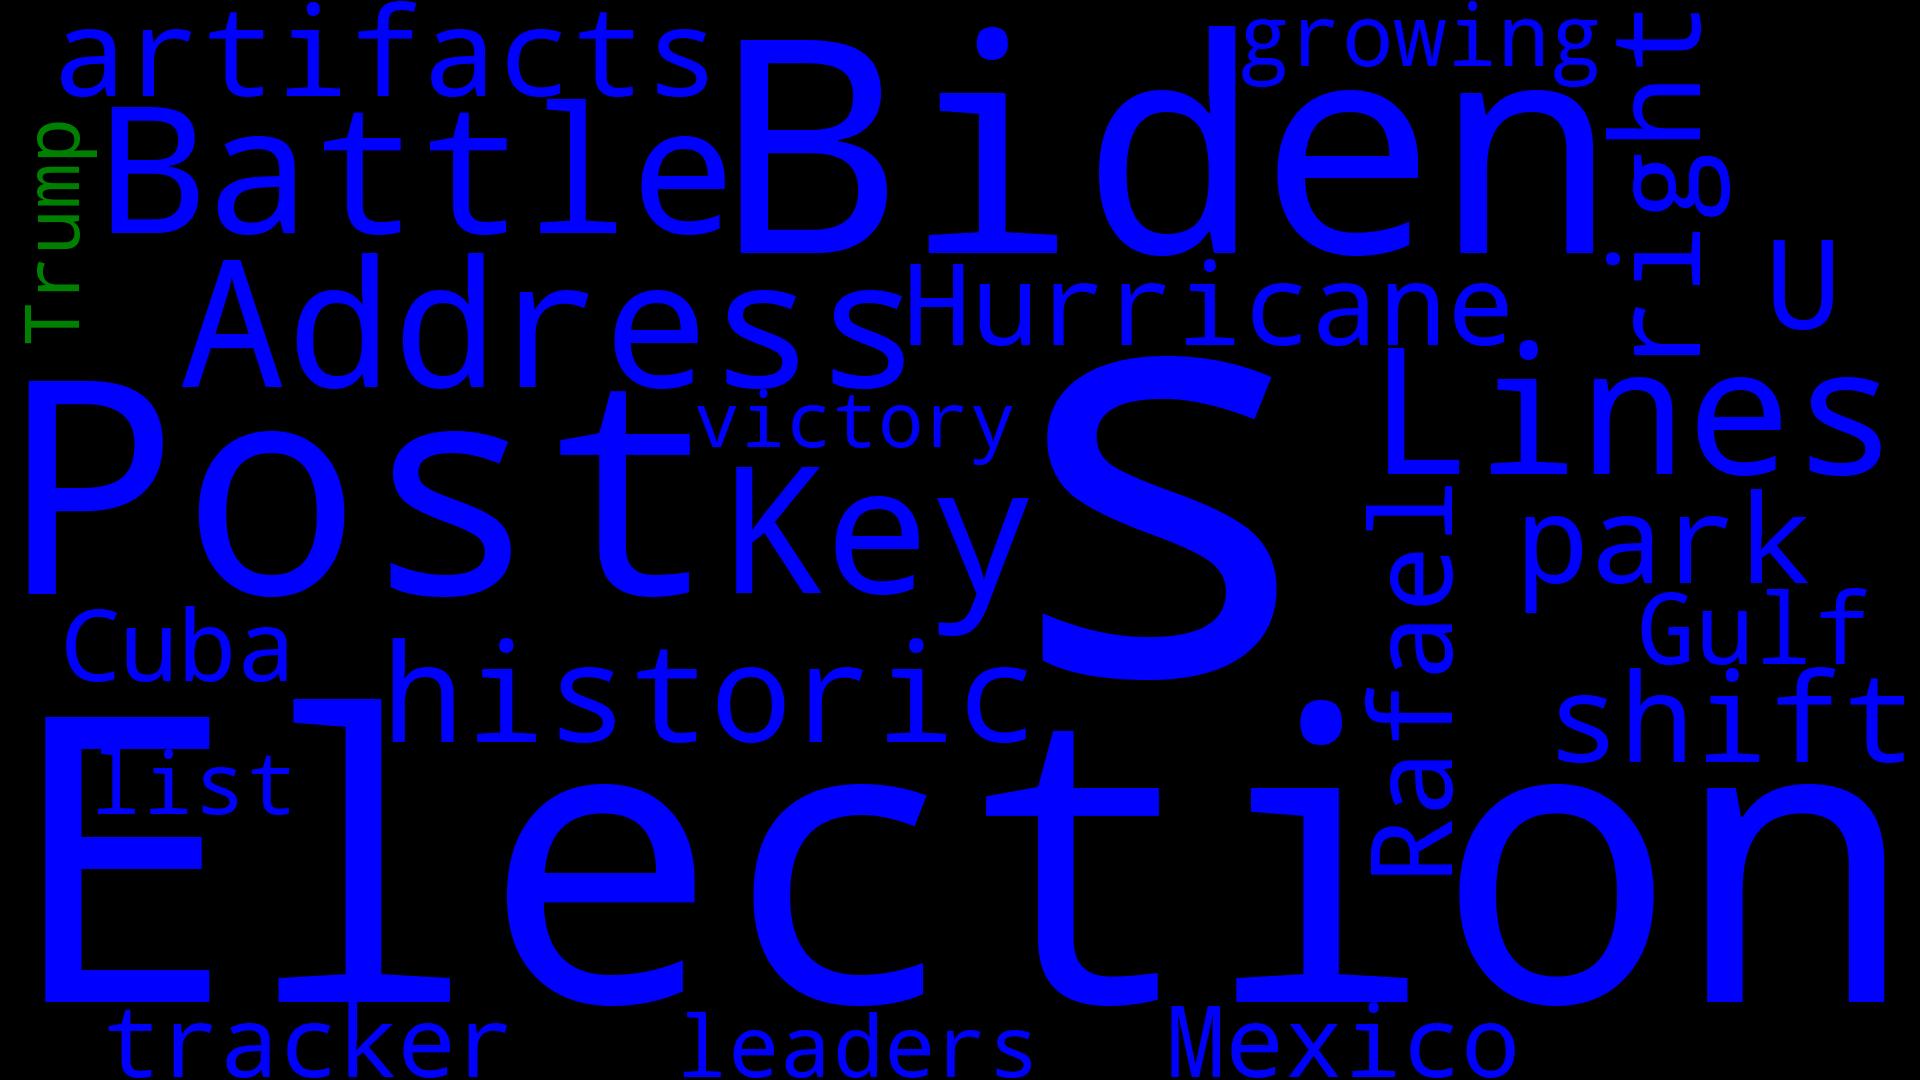 artifacts
growing
Biden
right
Trump
Battle
U
Address
Hurricane
Lines
Post
victory
s
Key
Rafael
park
Gulf
Cuba
historic
shift
Election
list
tracker
leaders
Mexico